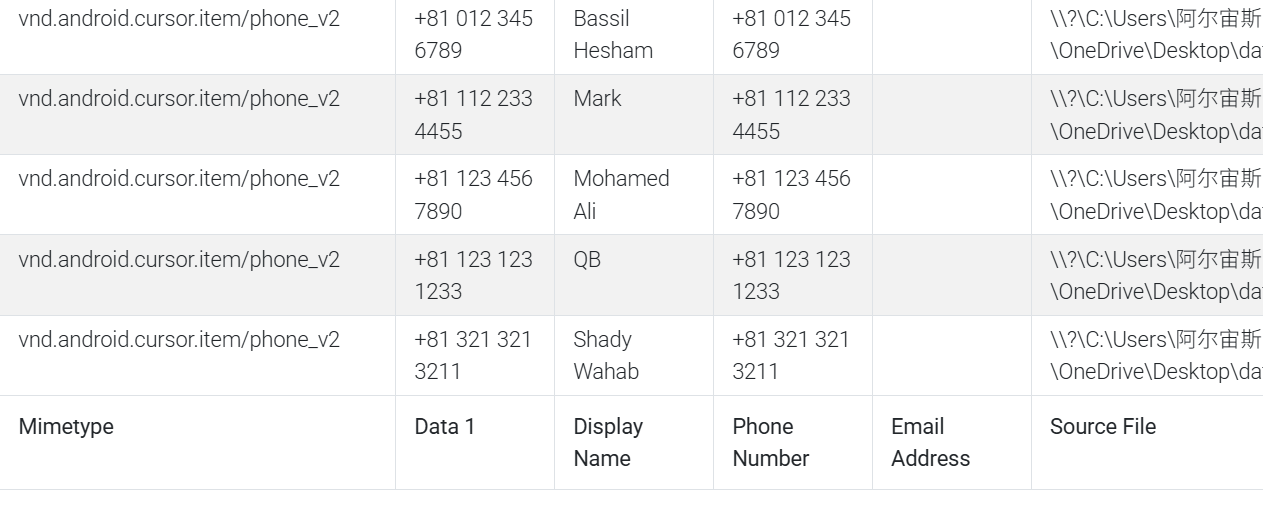 vnd.android.cursor.item/phone_v2
+81 012 345
6789
Bassil
Hesham
+81 012 345
6789
\\?\C:\Users\阿尔宙斯
\OneDrive\Desktop\da
vnd.android.cursor.item/phone_v2
+81 112 233
4455
Mark
+81 112 233
4455
\\?\C:\Users\阿尔宙斯
\OneDrive\Desktop\da
vnd.android.cursor.item/phone_v2
+81 123 456
7890
Mohamed
Ali
+81 123 456
7890
\\?\C:\Users\阿尔宙斯
\OneDrive\Desktop\da
vnd.android.cursor.item/phone_v2
+81 123 123
1233
QB
+81 123 123
1233
\\?\C:\Users\阿尔宙斯
\OneDrive\Desktop\da
vnd.android.cursor.item/phone_v2
+81 321 321
3211
Shady
Wahab
+81 321 321
3211
\\?\C:\Users\阿尔宙斯
\OneDrive\Desktop\da
Mimetype
Data 1
Display
Name
Phone
Number
Email
Address
Source File